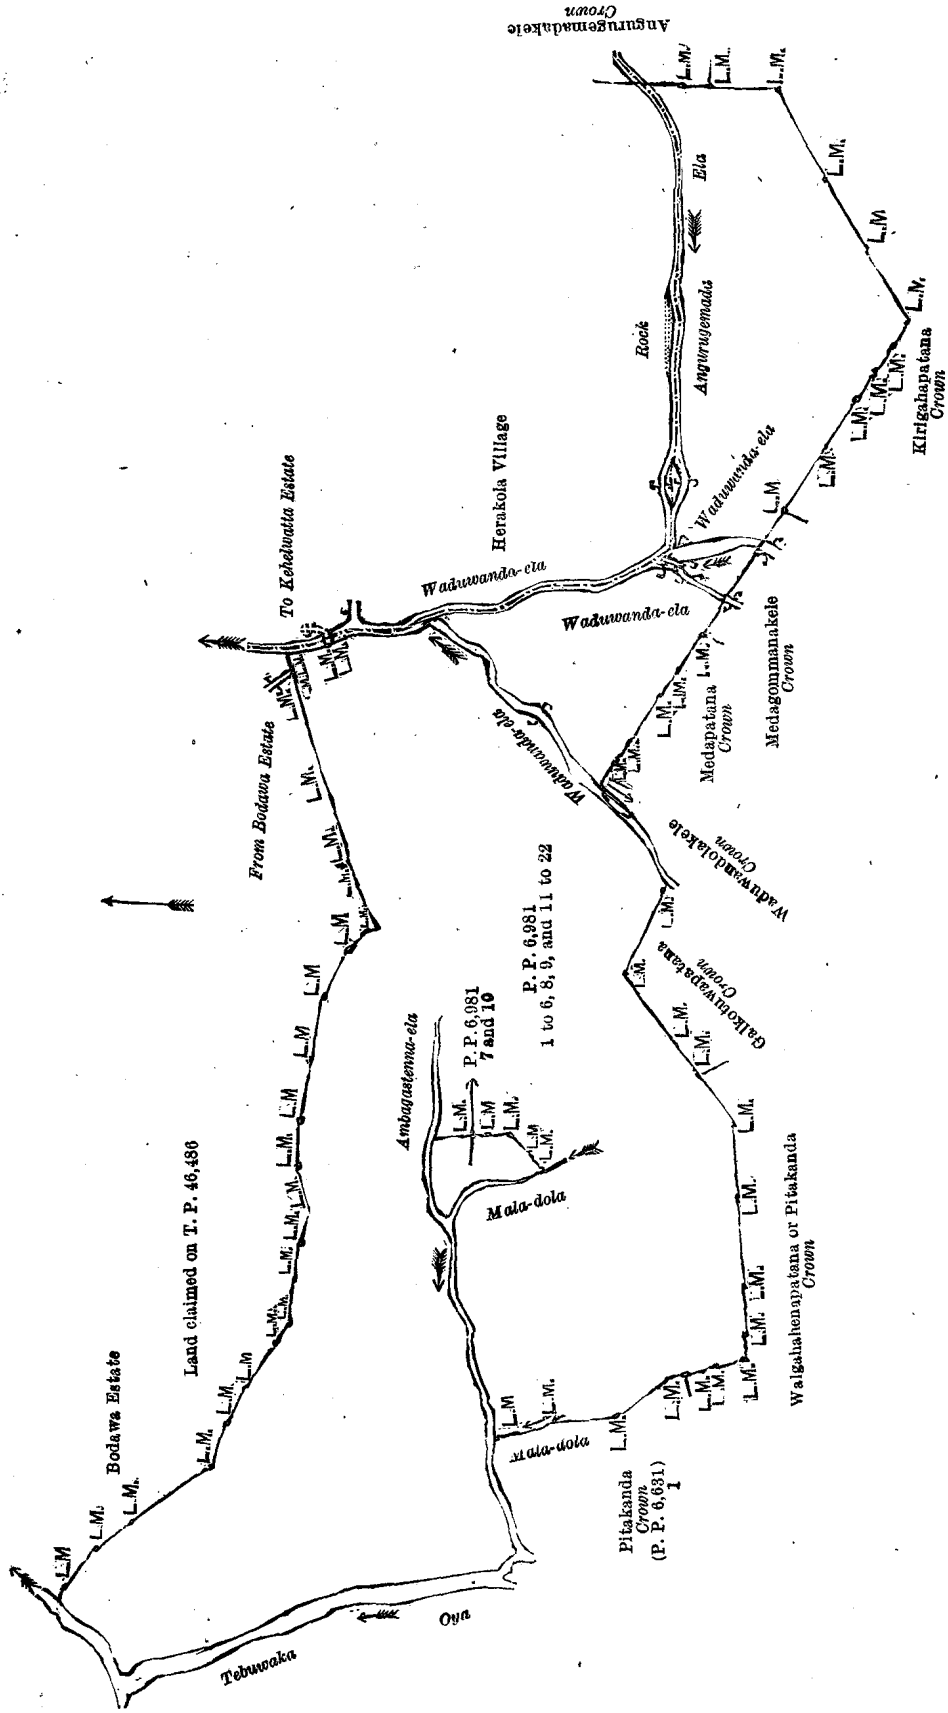 Angurugemadakele
Crown
L.M.
L.M.
L.M.
L.M.
L.M
L.M.
Ela
Angurugemada
Rock
Kirigahapatana
Crown
L.M.
L.M.
L.M.
L.M.
L.M
Waduwanda-ela
Herakola Village
To Kehelwatta Estate
Waduwanda-ela
Waduwanda-ela
Medagommanakele
Crown
L.M.
L.M.
L.M.
Medapatana
Crown
L.M.
L.M.
L.M.
L.M.
L.M.
L.M.
Waduwanda-ela
From Bodawa Estate
L.M.
L.M.
L.M.
L.M.
Waduwandolakele
Crown
L.M.
L.M.
Galkotuwapatana
Crown
L.M.
L.M.
P. P. 6,981
1 to 6, 8, 9, and 11 to 22
P. P. 6,981
7 and 10
Ambagastenna-ela
L.M.
L.M
L.M.
L.M
L.M.
Mala-dola
L.M
L.M
L.M
L.M
L.M.
L.M.
L.M.
L.M.
L.M.
L.M.
L.M
L.M.
L.M.
Land claimed on T. P. 46,486
Bodawa Estate
L.M.
L.M.
L.M
L.M.
L.M.
L.M.
L.M.
Walgahahenapatana or Pitakanda
Crown
L.M.
L.M.
L.M.
L.M.
L.M.
L.M
L.M.
Mala-dola
Pitakanda
Crown
(P. P. 6,631)
1
Oya
Tebuwaka